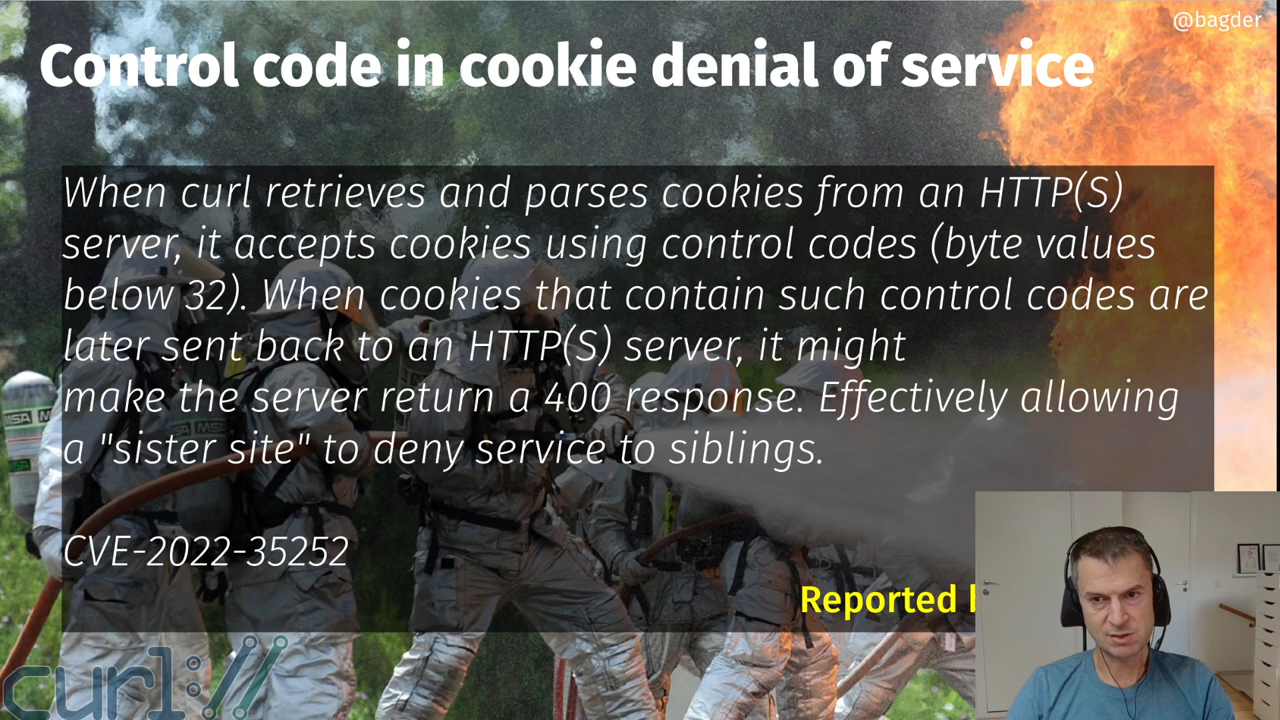 @bagder
Control code in cookie denial of service
When curl retrieves and parses cookies from an HTTP(S)
server, it accepts cookies using control codes (byte values
below 32). When cookies that contain such control codes are
later sent back to an HTTP(S) server, it might
make the server return a 400 response. Effectively allowing
a "sister site" to deny service to siblings.
MSA
MSA
CVE-2022-35252
Reported
curl://